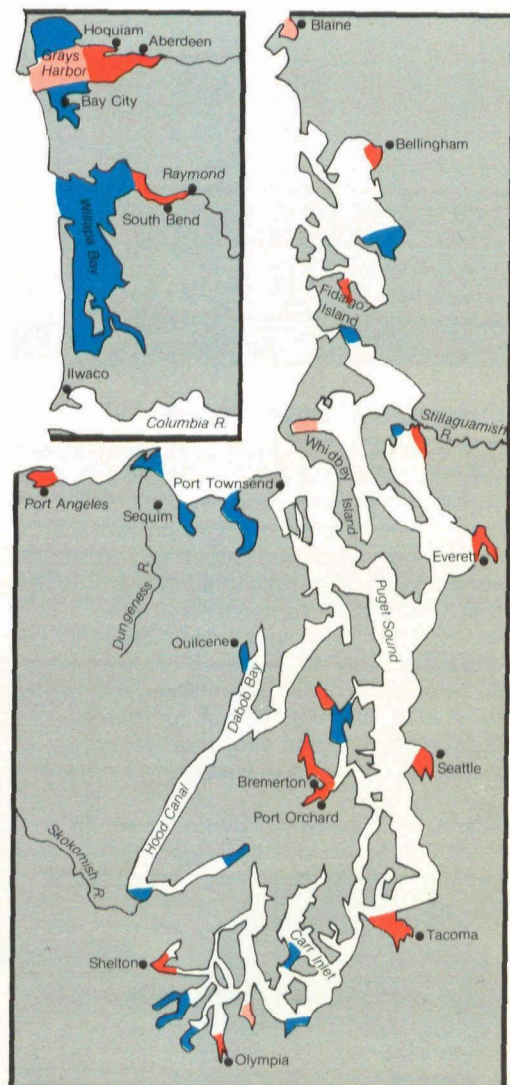 Hoquiam
Aberdeen
Grays
Harbor
Bay City
Raymond
South Bend
Willapa Bay
Ilwaco
Columbia R.
Blaine
Bellingham
Fidalgo
Island
Stillaguamish
R.
Whidbey
Island
Port Townsend
Port Angeles
Sequim
Dungeness R.
Everett
Puget Sound
Quilcene
Dabob Bay
Seattle
Bremerton
Port Orchard
Hood Canal
Skokomish
R.
Carr Inlet
Tacoma
Shelton
Olympia